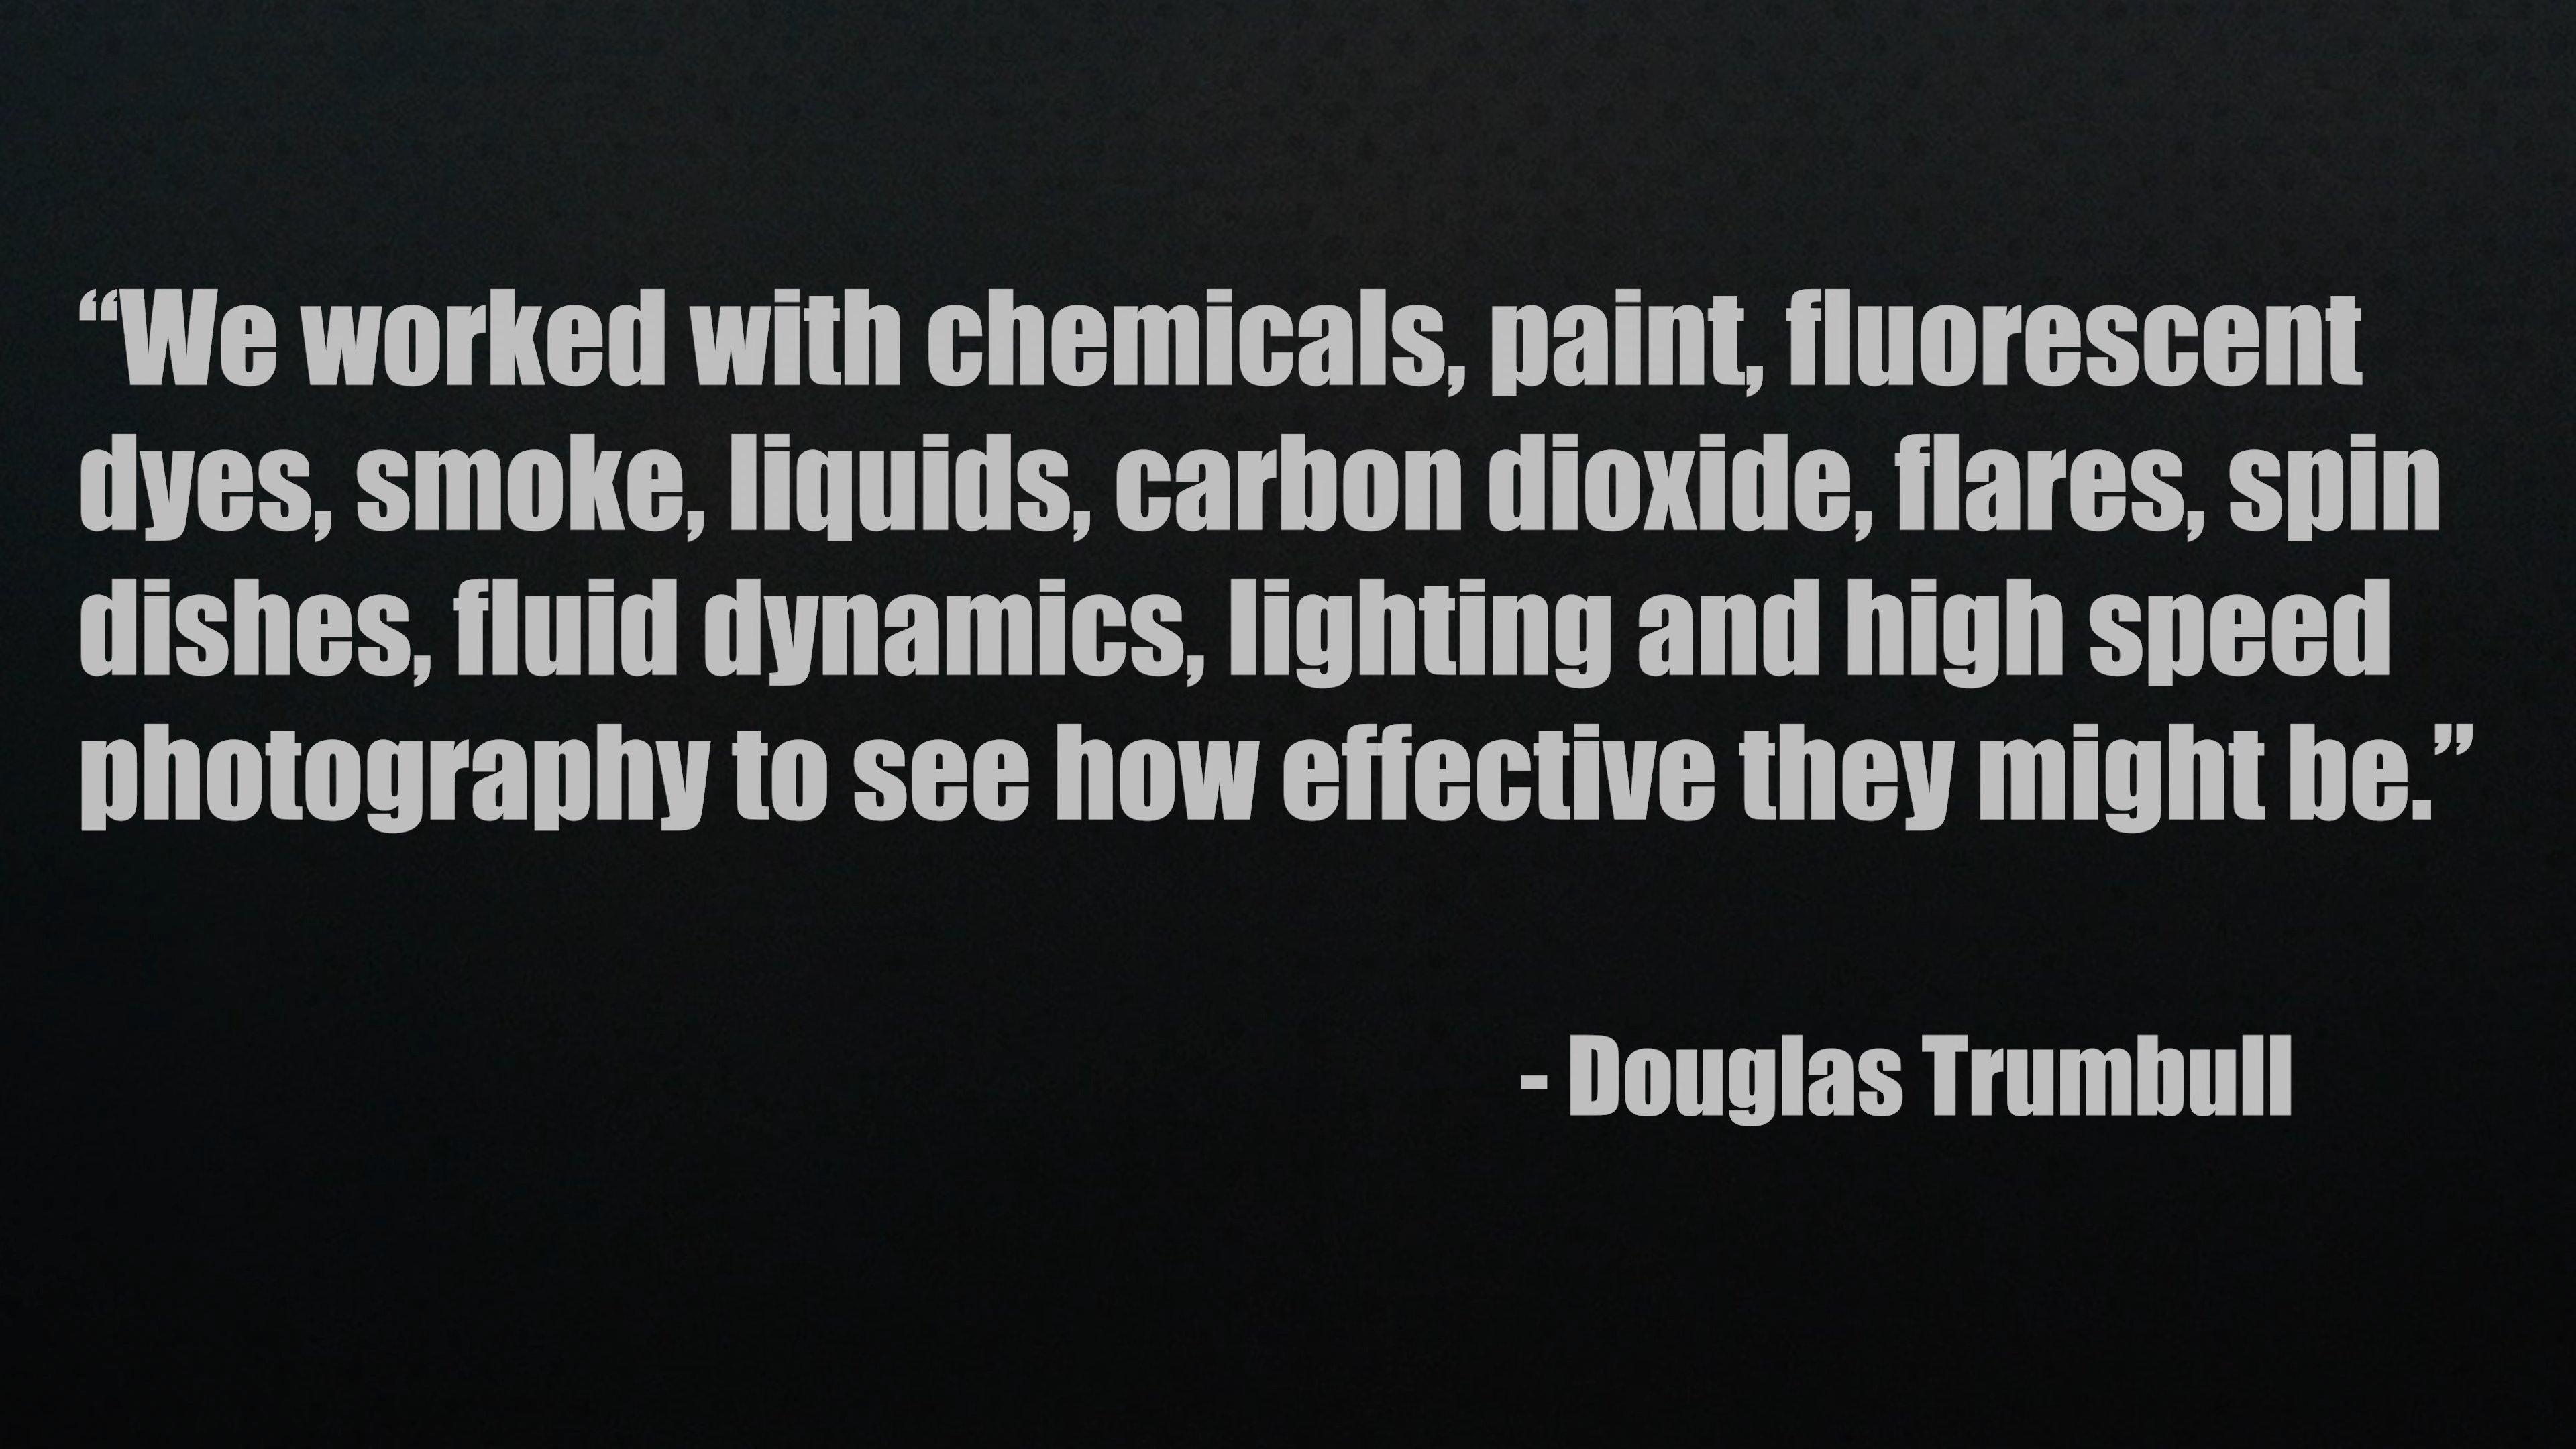 “We worked with chemicals, paint, fluorescent
dyes, smoke, liquids, carbon dioxide, flares, spin
dishes, fluid dynamics, lighting and high speed
photography to see how effective they might be.”
- Douglas Trumbull